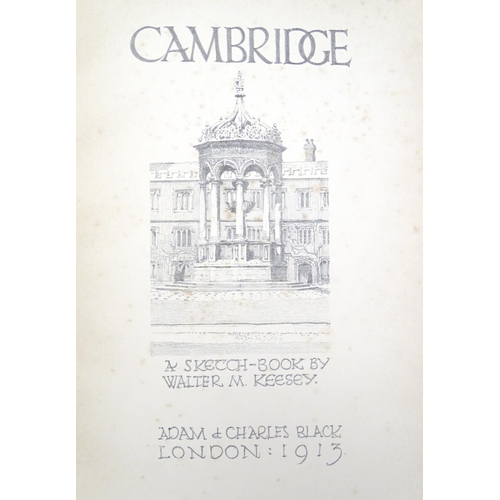 CAMBRIDGE
A SKETCH-BOOK BY
WALTER M. KEESEY.
ADAM & CHARLES BLACK
LONDON : 1913